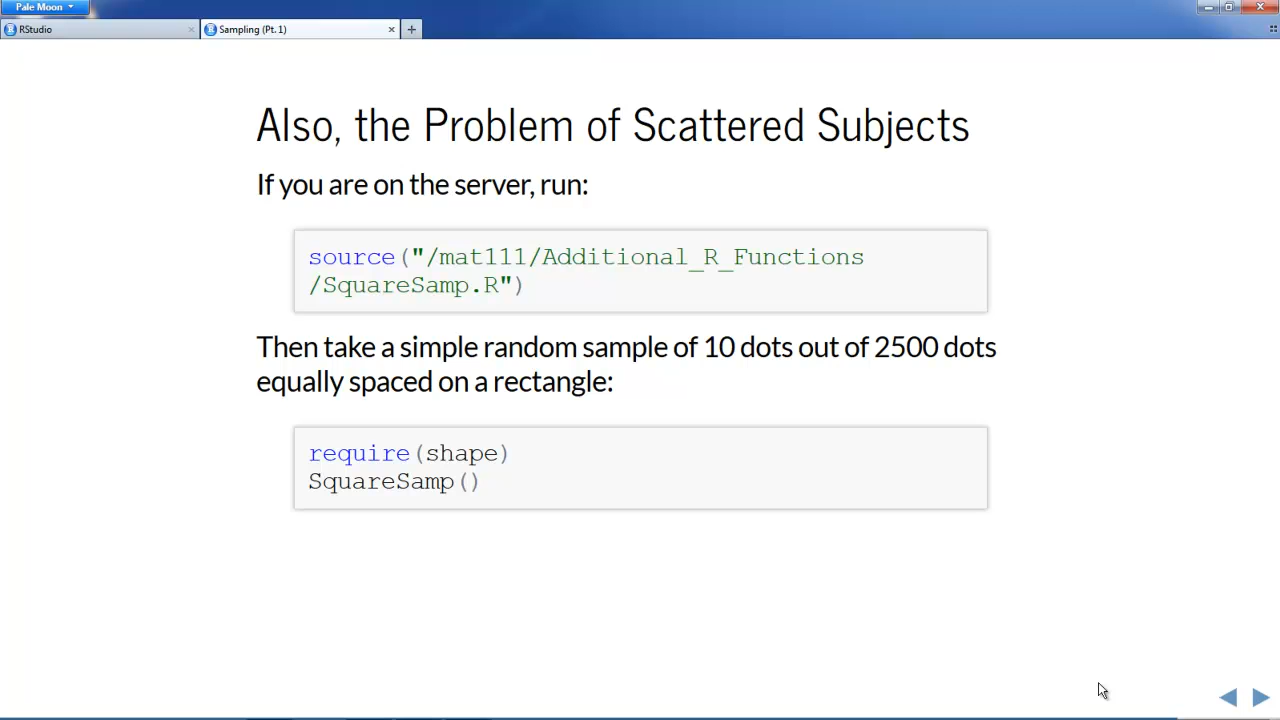 Pale Moon
RStudio
Sampling (Pt. 1)
Also, the Problem of Scattered Subjects
If you are on the server, run:
source("/mat111/Additional_R_Functions
/SquareSamp.R")
Then take a simple random sample of 10 dots out of 2500 dots
equally spaced on a rectangle:
require(shape)
SquareSamp()